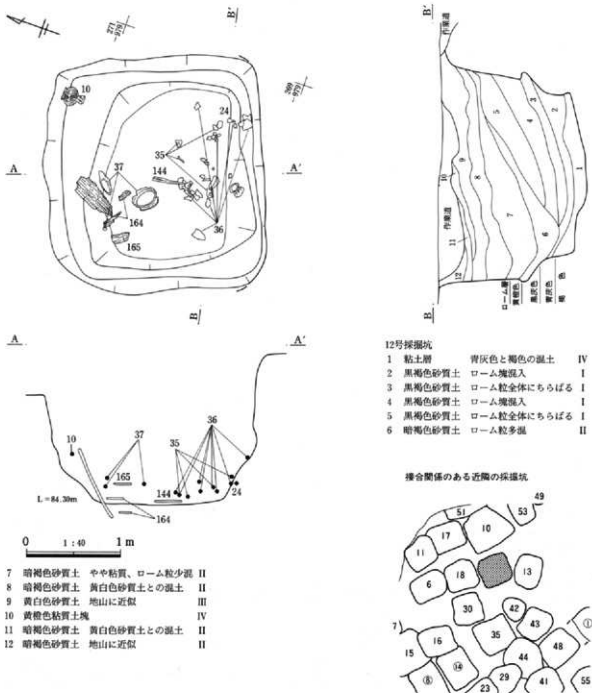 B'
271
-979
269
-979
10
24
35
37
A
144
A'
164
165
36
B
B'
作業道
3
2
5
4
1
10
9
8
作業道
7
11
6
12
ローム層
黄橙色
黒灰色
青灰色
褐色
B
12号採掘坑
1 粘土層 青灰色と褐色の混土 IV
2 黒褐色砂質土 ローム塊混入 I
3 黒褐色砂質土 ローム粒全体にちらばる I
4 黒褐色砂質土 ローム塊混入 I
5 黒褐色砂質土 ローム粒全体にちらばる I
6 暗褐色砂質土 ローム粒多混 II
A
A'
36
10
37
35
165
144
24
L=84.30m
164
0 1:40 1m
7 暗褐色砂質土 やや粘質、ローム粒少混 II
8 暗褐色砂質土 黄白色砂質土との混土 II
9 黄白色砂質土 地山に近似 III
10 黄橙色粘質土塊 IV
11 暗褐色砂質土 黄白色砂質土との混土 II
12 暗褐色砂質土 地山に近似 II
接合関係のある近隣の採掘坑
49
51
53
17
10
11
6
18
13
30
42
7
43
①
16
35
15
48
44
⑧
⑭
29
23
41
55